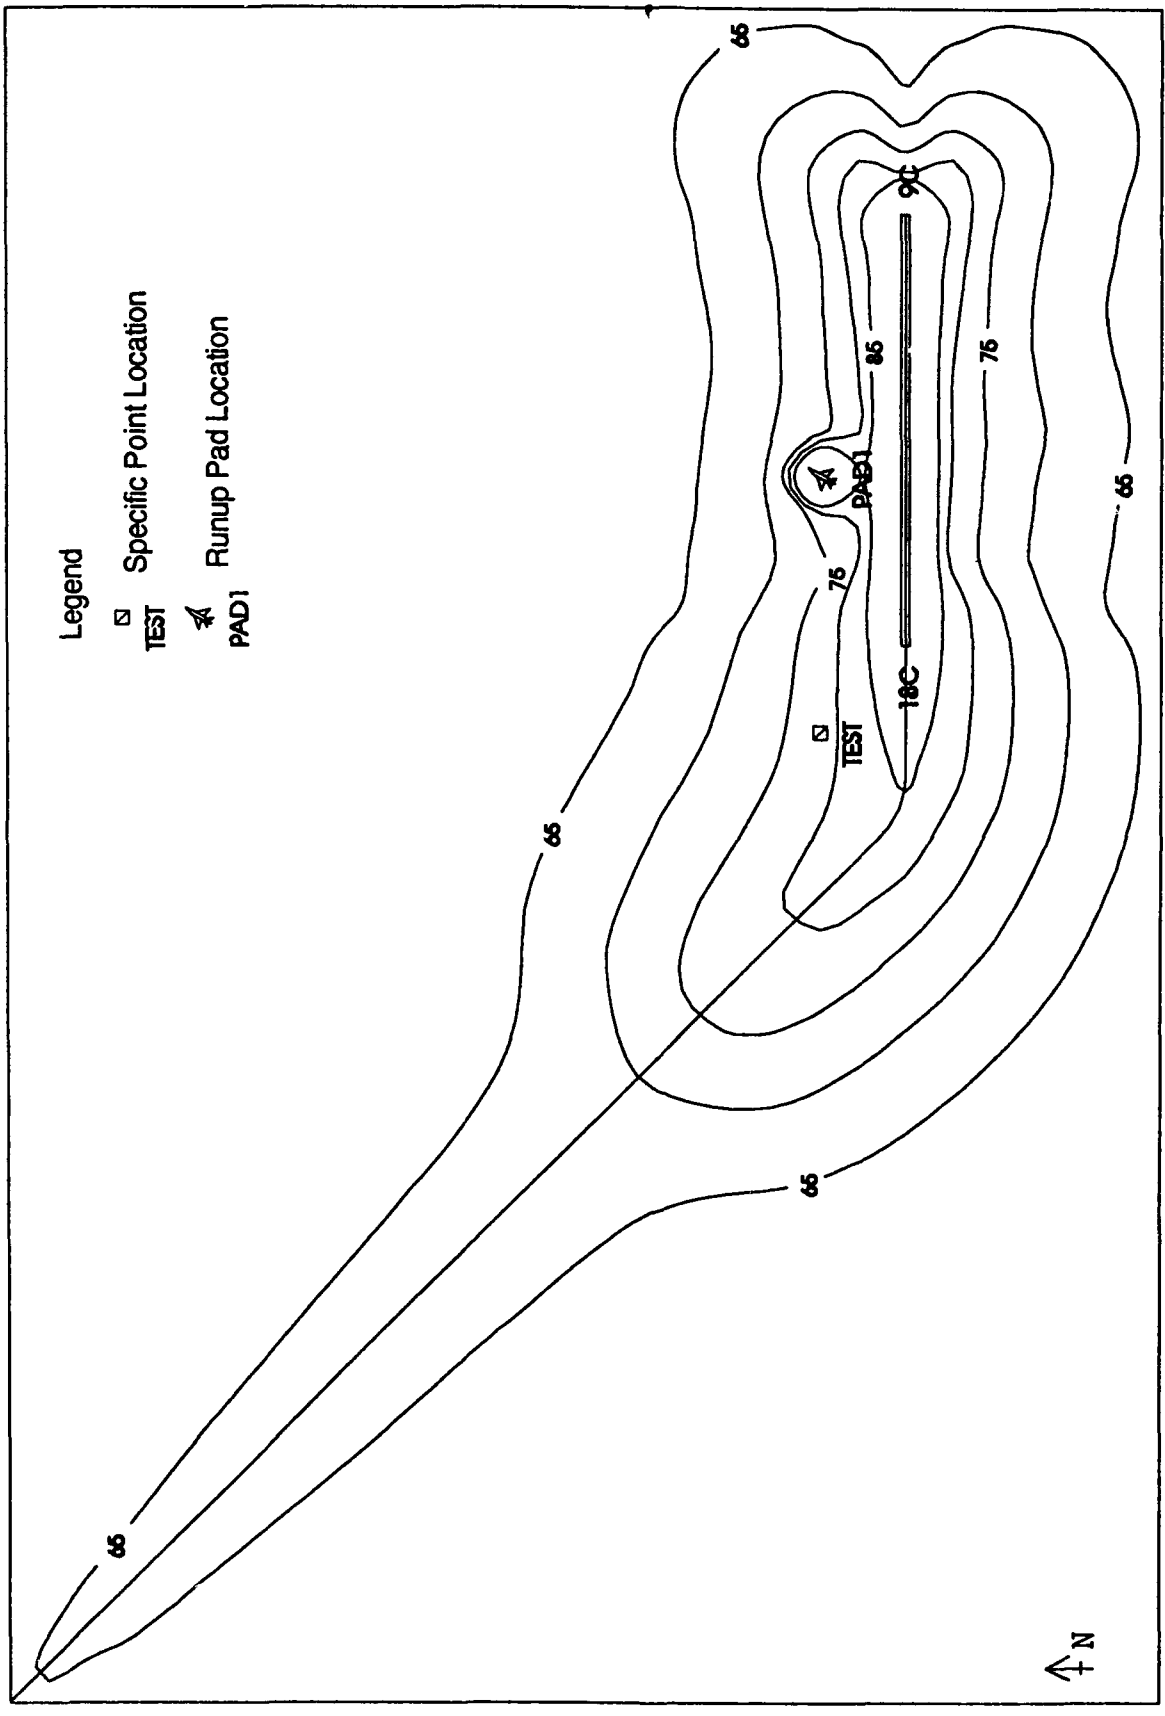 Legend
Specific Point Location
TEST
Runup Pad Location
PAD1
65
65
65
75
TEST
PAD1
85
18C
9C
75
65
65
N